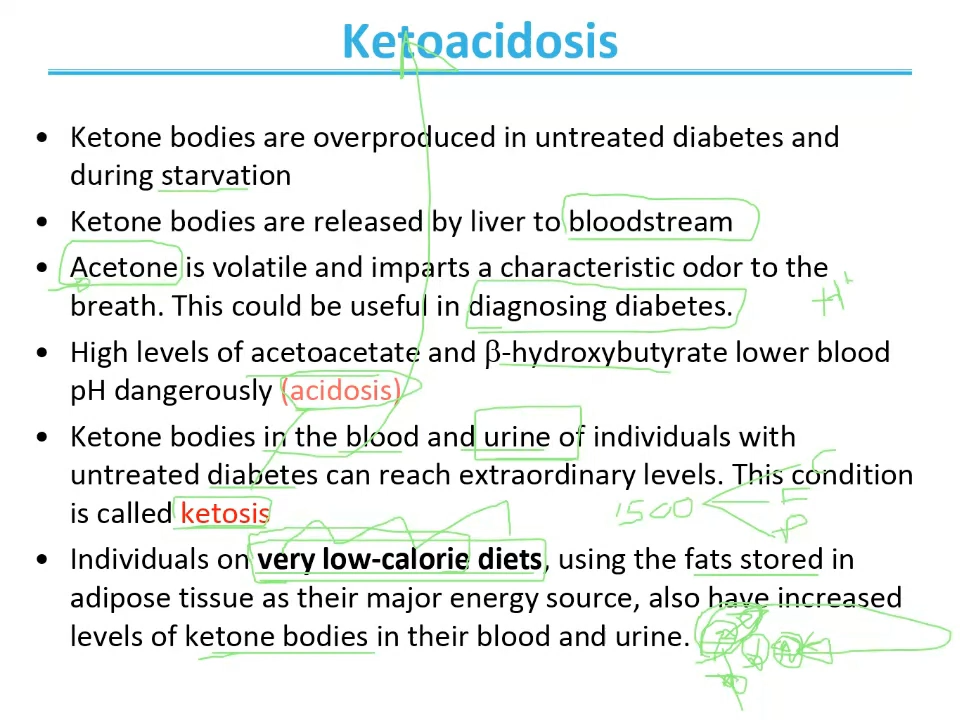 Ketoacidosis
• Ketone bodies are overproduced in untreated diabetes and
during starvation
• Ketone bodies are released by liver to bloodstream
• Acetone is volatile and imparts a characteristic odor to the
breath. This could be useful in diagnosing diabetes.
H⁺
• High levels of acetoacetate and β-hydroxybutyrate lower blood
pH dangerously (acidosis)
• Ketone bodies in the blood and urine of individuals with
untreated diabetes can reach extraordinary levels. This condition
is called ketosis
1500
C
F
P
• Individuals on very low-calorie diets, using the fats stored in
adipose tissue as their major energy source, also have increased
levels of ketone bodies in their blood and urine.